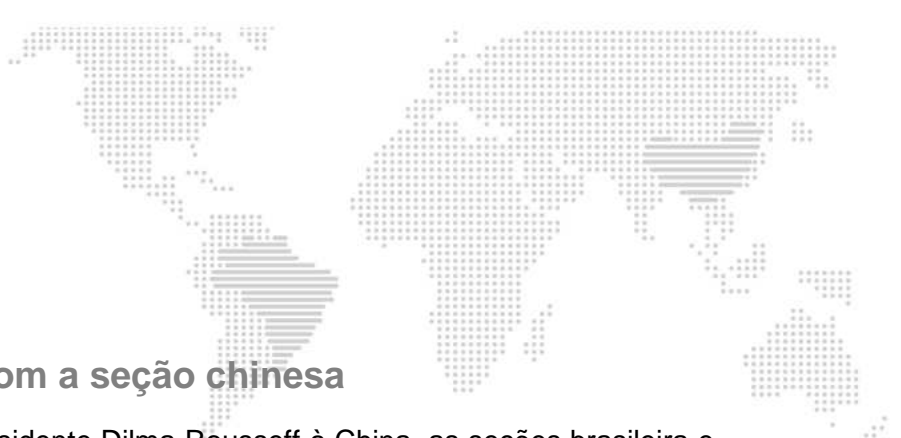 om a seção chinesa
sidente Dilma Rousseff à China, as seções brasileira e